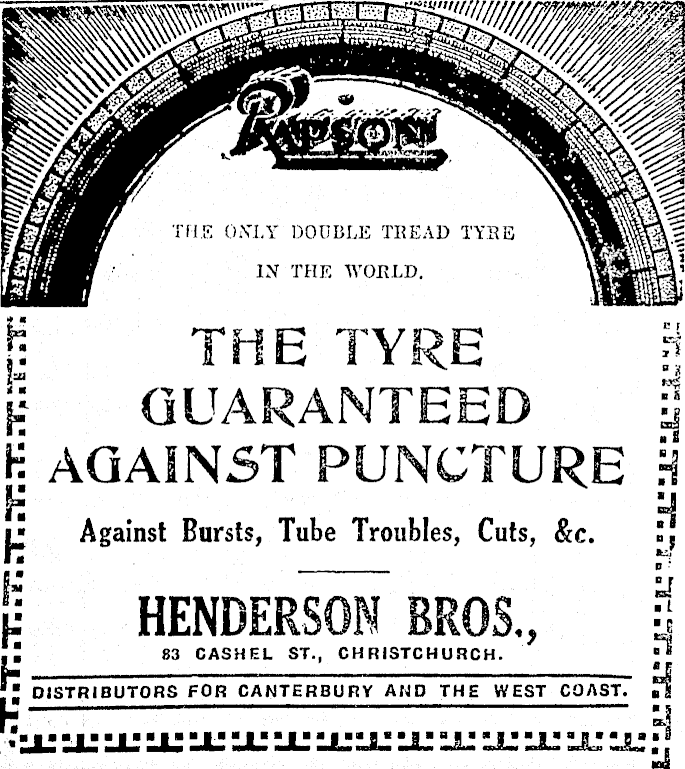 RAPSON
THE ONLY DOUBLE TREAD TYRE
IN THE WORLD.
THE TYRE
GUARANTEED
AGAINST PUNCTURE
Against Bursts, Tube Troubles, Cuts, &c.
HENDERSON BROS.,
83 CASHEL ST., CHRISTCHURCH.
DISTRIBUTORS FOR CANTERBURY AND THE WEST COAST.